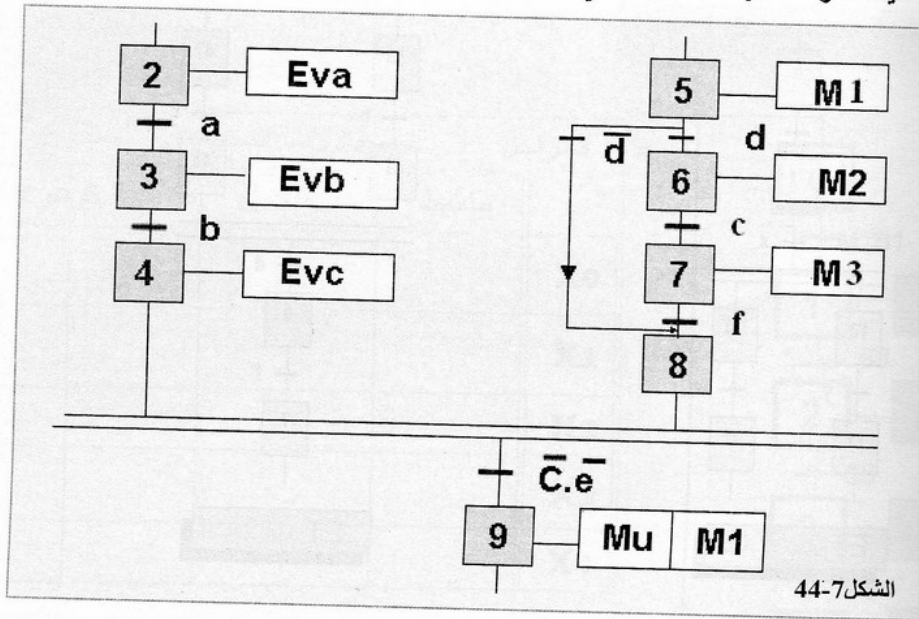 2 Eva
a
3 Evb
b
4 Evc
5 M1
d̅ d
6 M2
c
7 M3
f
8
C̅.e̅
9 Mu M1
الشكل7-44